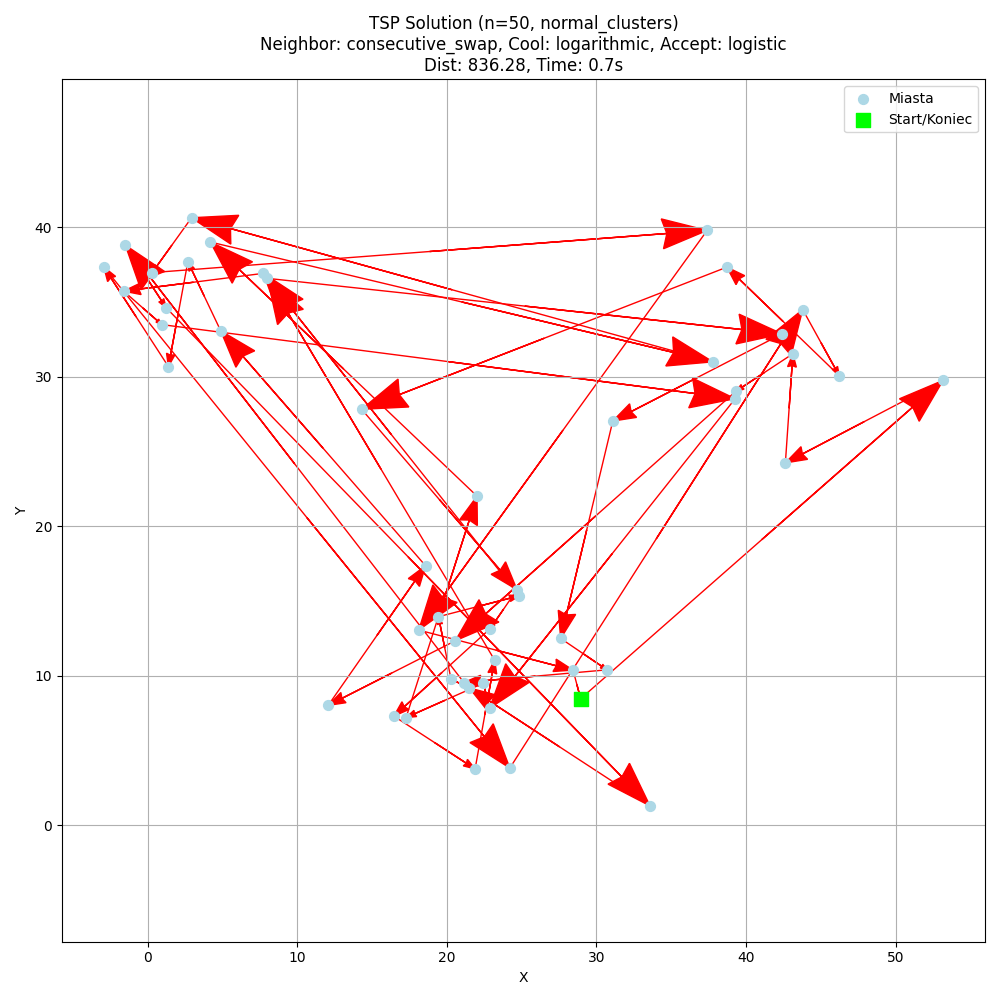 TSP Solution (n=50, normal_clusters)
Neighbor: consecutive_swap, Cool: logarithmic, Accept: logistic
Dist: 836.28, Time: 0.7s
Miasta
Start/Koniec
40
30
20
10
0
Y
0 10 20 30 40 50
X